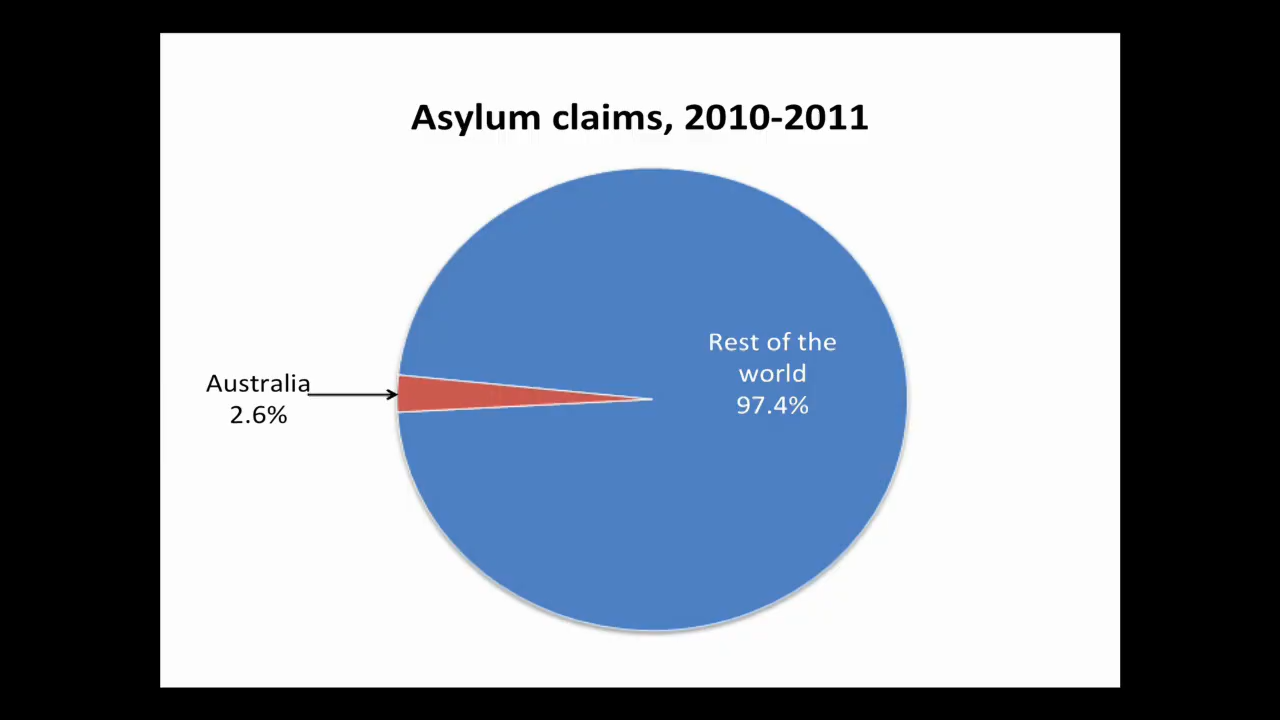 Asylum claims, 2010-2011
Rest of the
world
97.4%
Australia
2.6%